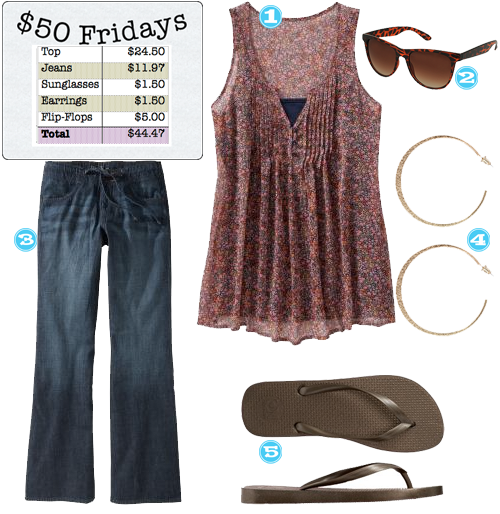 $50 Fridays
Top $24.50
Jeans $11.97
Sunglasses $1.50
Earrings $1.50
Flip-Flops $5.00
Total $44.47
1
2
3
4
5